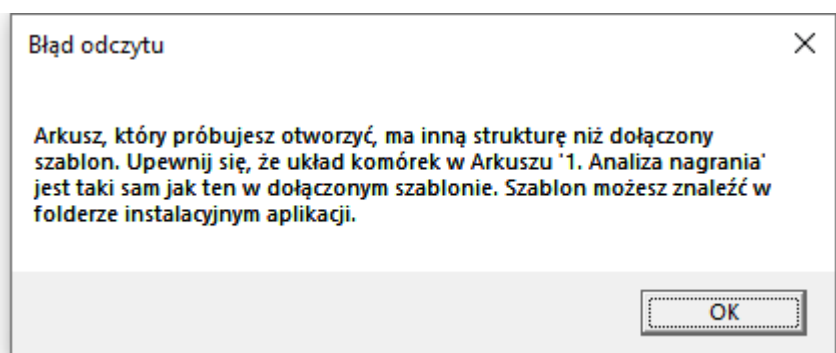 Błąd odczytu
Arkusz, który próbujesz otworzyć, ma inną strukturę niż dołączony
szablon. Upewnij się, że układ komórek w Arkuszu '1. Analiza nagrania'
jest taki sam jak ten w dołączonym szablonie. Szablon możesz znaleźć w
folderze instalacyjnym aplikacji.
OK